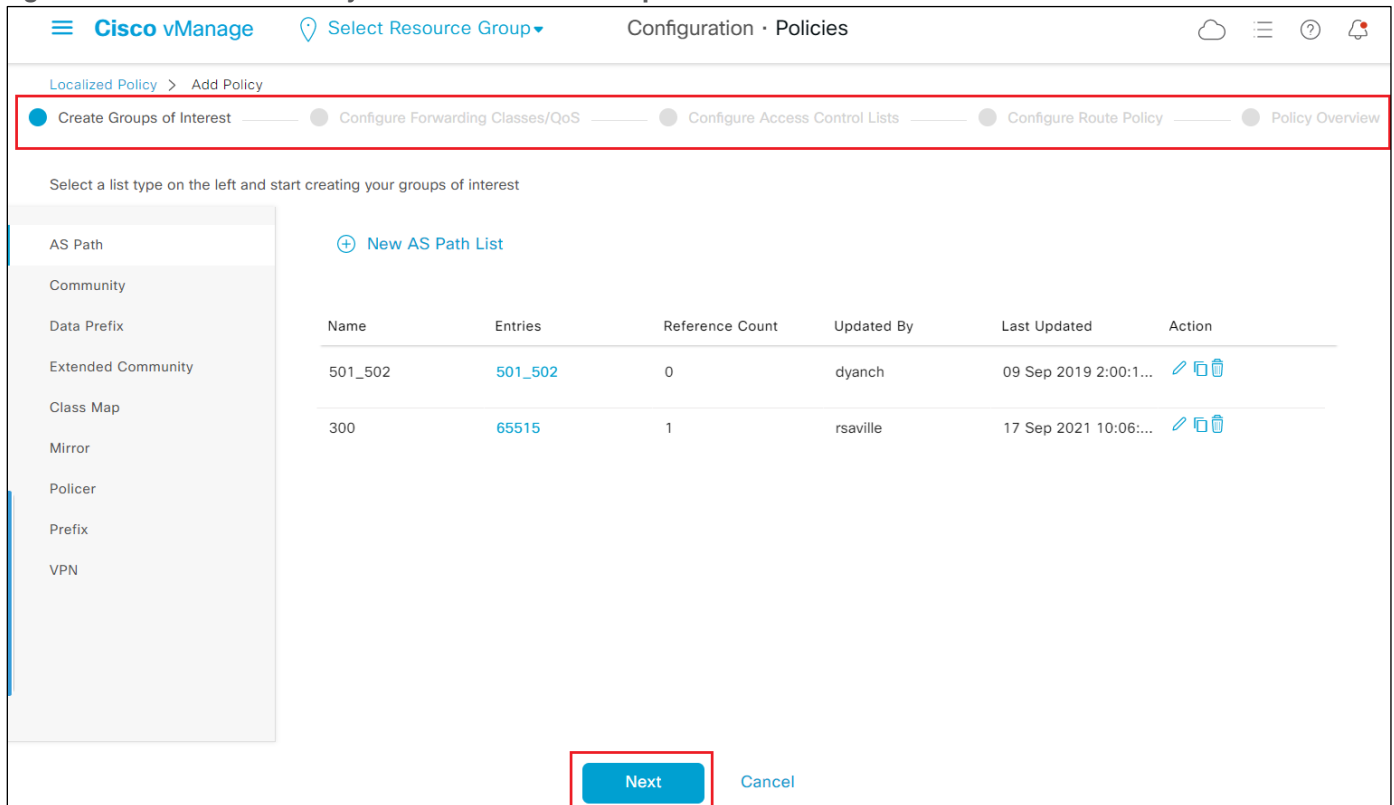 Cisco vManage Select Resource Group Configuration · Policies
Localized Policy > Add Policy
Create Groups of Interest Configure Forwarding Classes/QoS Configure Access Control Lists Configure Route Policy Policy Overview
Select a list type on the left and start creating your groups of interest
AS Path
Community
Data Prefix
Extended Community
Class Map
Mirror
Policer
Prefix
VPN
New AS Path List
Name Entries Reference Count Updated By Last Updated Action
501_502 501_502 0 dyanch 09 Sep 2019 2:00:1...
300 65515 1 rsaville 17 Sep 2021 10:06:...
Next Cancel